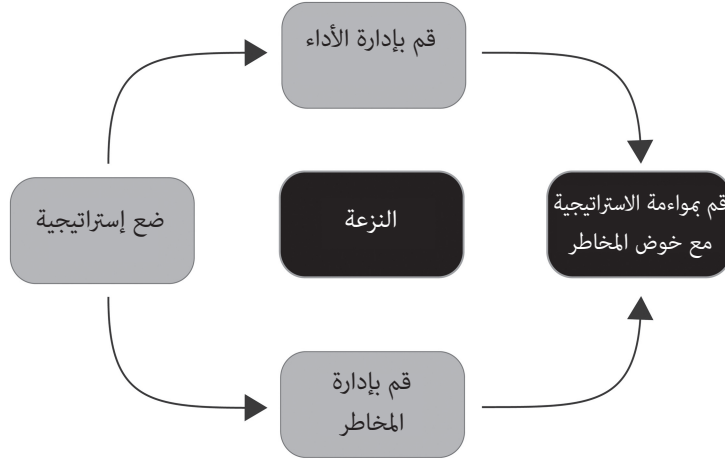 قم بإدارة الأداء
قم بمواءمة الاستراتيجية
مع خوض المخاطر
النزعة
ضع إستراتيجية
قم بإدارة
المخاطر